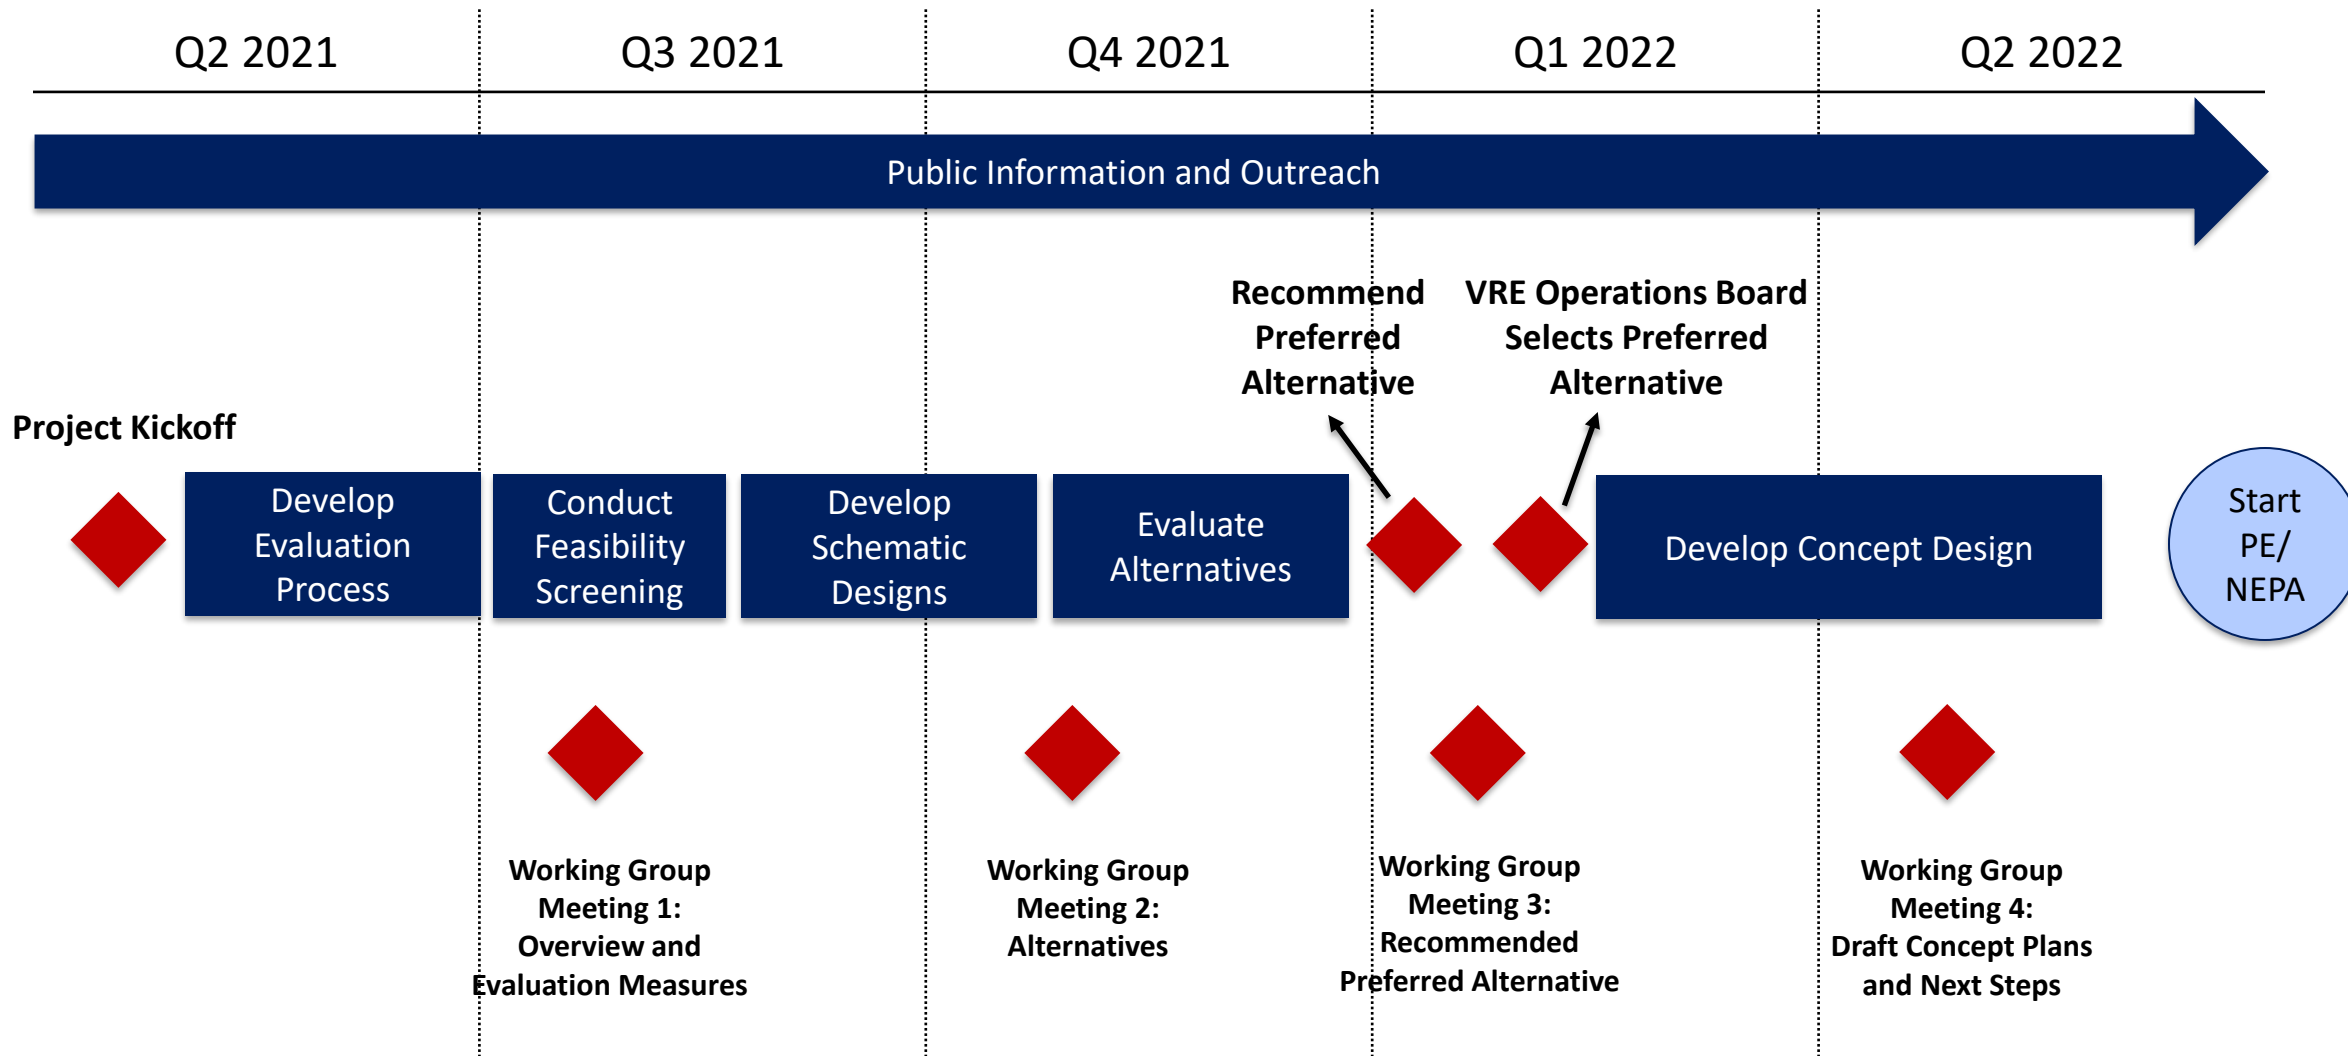 Q2 2021
Q3 2021
Q4 2021
Q1 2022
Q2 2022
Public Information and Outreach
Recommend
Preferred
Alternative
VRE Operations Board
Selects Preferred
Alternative
Project Kickoff
Develop
Evaluation
Process
Conduct
Feasibility
Screening
Develop
Schematic
Designs
Evaluate
Alternatives
Develop Concept Design
Start
PE/
NEPA
Working Group
Meeting 1:
Overview and
Evaluation Measures
Working Group
Meeting 2:
Alternatives
Working Group
Meeting 3:
Recommended
Preferred Alternative
Working Group
Meeting 4:
Draft Concept Plans
and Next Steps